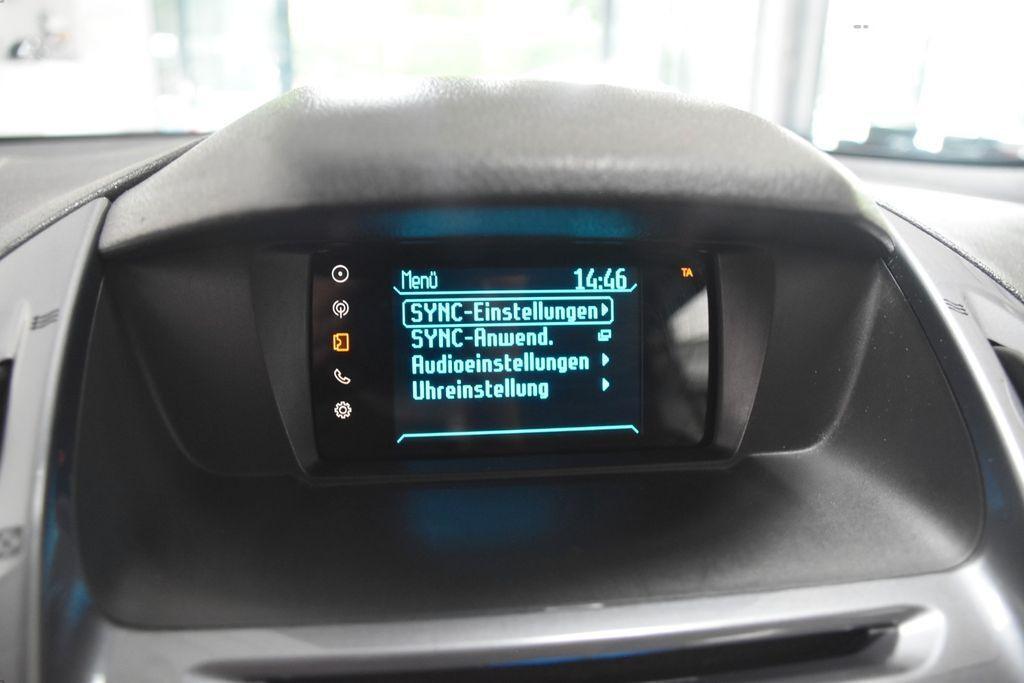 Menü 14:46 TA
SYNC-Einstellungen
SYNC-Anwend.
Audioeinstellungen
Uhreinstellung